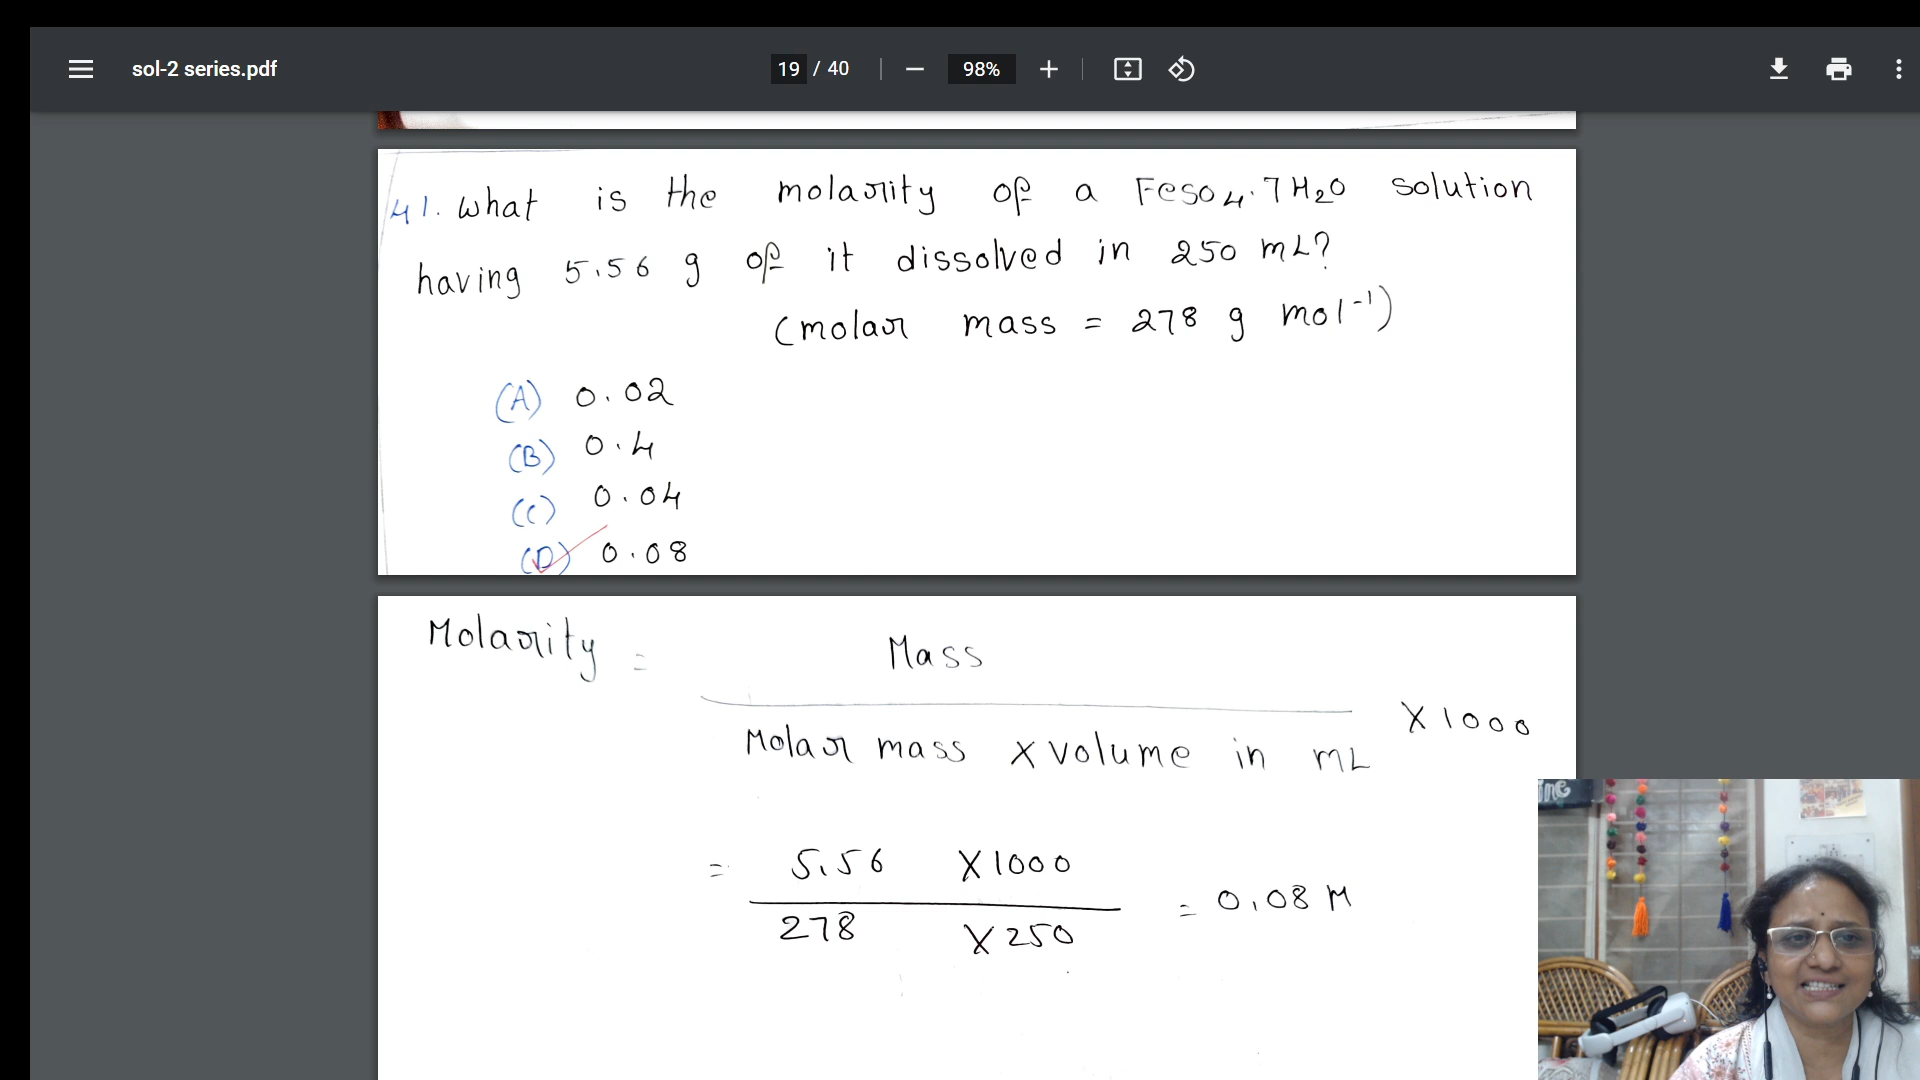 sol-2 series.pdf
19 / 40
98%
41. What is the molarity of a FeSO4.7H2O solution
having 5.56 g of it dissolved in 250 mL?
(molar mass = 278 g mol⁻¹)
(A) 0.02
(B) 0.4
(C) 0.04
(D) 0.08
Molarity = Mass
Molar mass X volume in mL
X 1000
= 5.56 X 1000
278 X 250
= 0.08 M